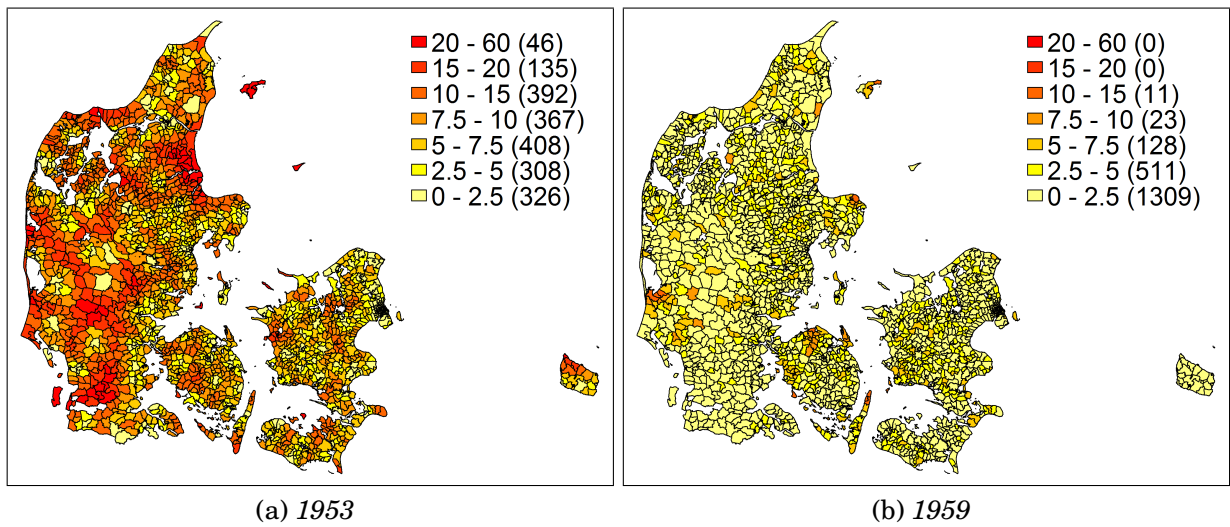 20 - 60 (46)
15 - 20 (135)
10 - 15 (392)
7.5 - 10 (367)
5 - 7.5 (408)
2.5 - 5 (308)
0 - 2.5 (326)
(a) 1953
20 - 60 (0)
15 - 20 (0)
10 - 15 (11)
7.5 - 10 (23)
5 - 7.5 (128)
2.5 - 5 (511)
0 - 2.5 (1309)
(b) 1959